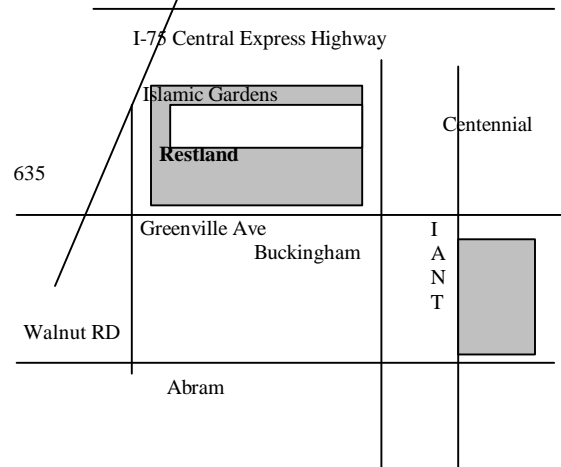 I-75 Central Express Highway
Islamic Gardens
Centennial
Restland
635
Greenville Ave
Buckingham
I
A
N
T
Walnut RD
Abram